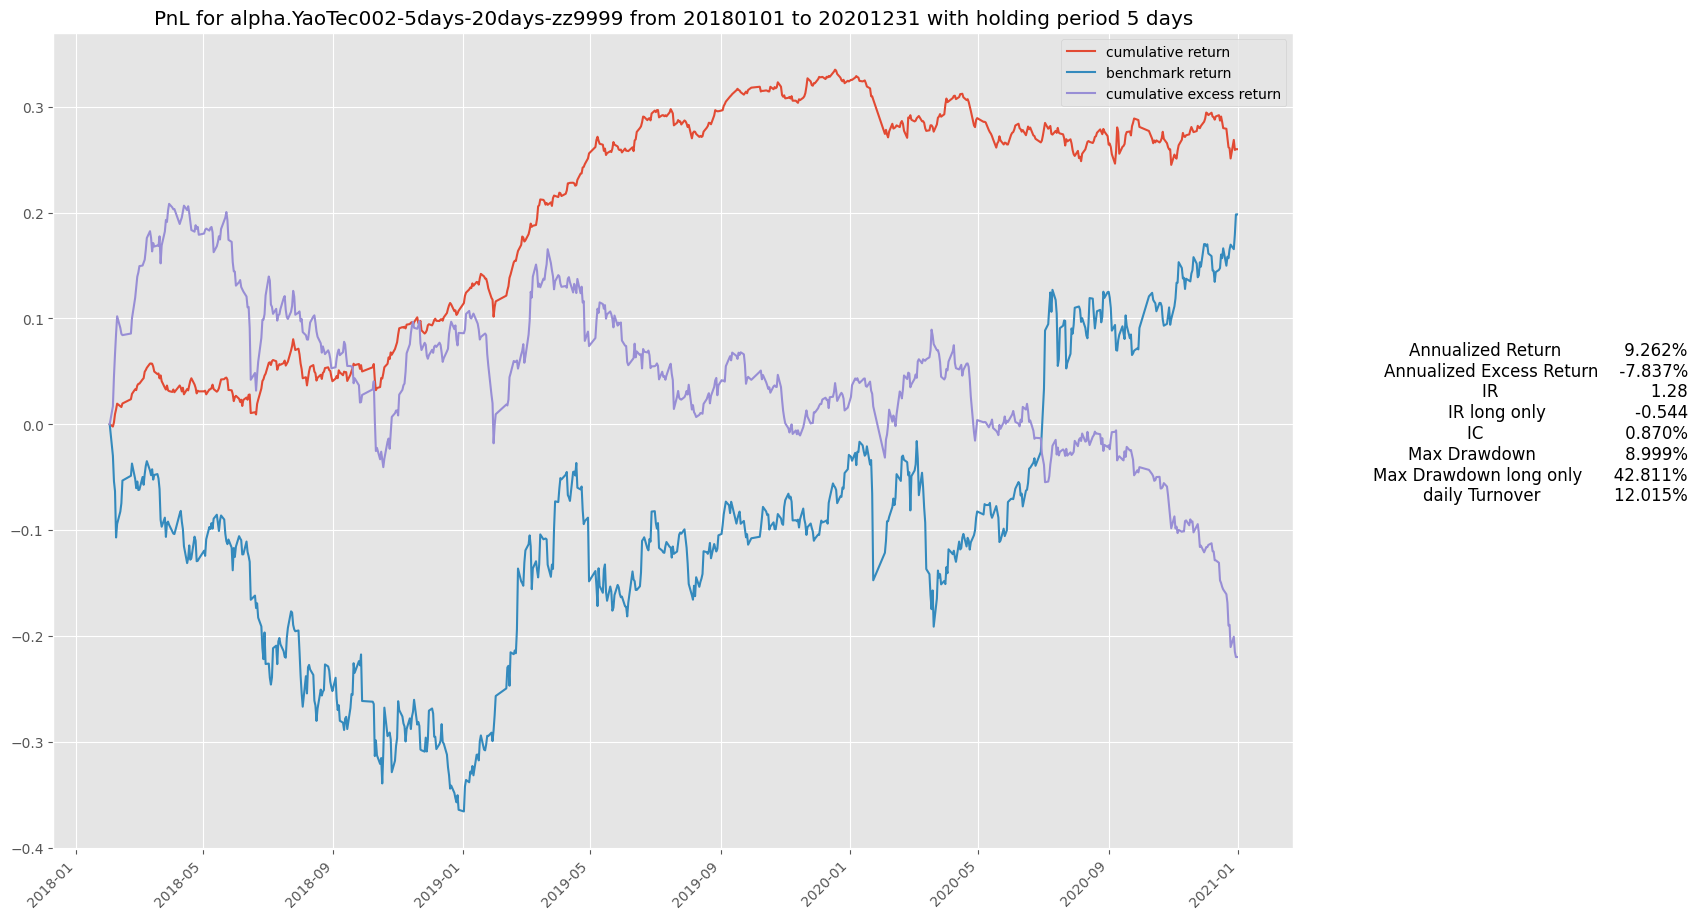 PnL for alpha.YaoTec002-5days-20days-zz9999 from 20180101 to 20201231 with holding period 5 days
cumulative return
benchmark return
cumulative excess return
0.3
0.2
0.1
0.0
−0.1
−0.2
−0.3
−0.4
2018-01
2018-05
2018-09
2019-01
2019-05
2019-09
2020-01
2020-05
2020-09
2021-01
Annualized Return 9.262%
Annualized Excess Return -7.837%
IR 1.28
IR long only -0.544
IC 0.870%
Max Drawdown 8.999%
Max Drawdown long only 42.811%
daily Turnover 12.015%